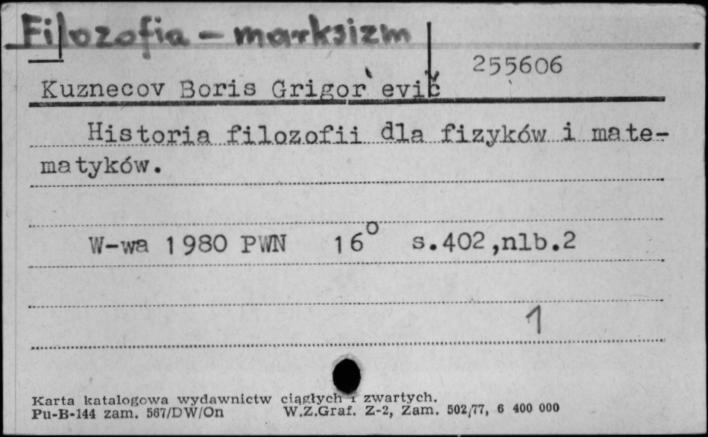 Filozofia - marksizm
255606
Kuznecov Boris Grigor`evič
Historia filozofii dla fizyków i mate-
matyków.
W-wa 1980 PWN 16° s.402,nlb.2
1
Karta katalogowa wydawnictw ciągłych i zwartych.
Pu-B-144 zam. 567/DW/On W.Z.Graf. Z-2, Zam. 502/77, 6 400 000